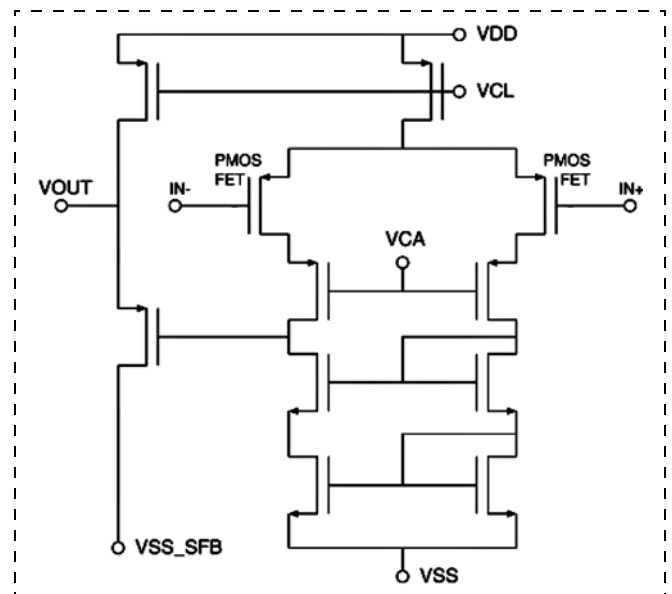 VDD
VCL
PMOS
FET
PMOS
FET
VOUT
IN-
IN+
VCA
VSS_SFB
VSS